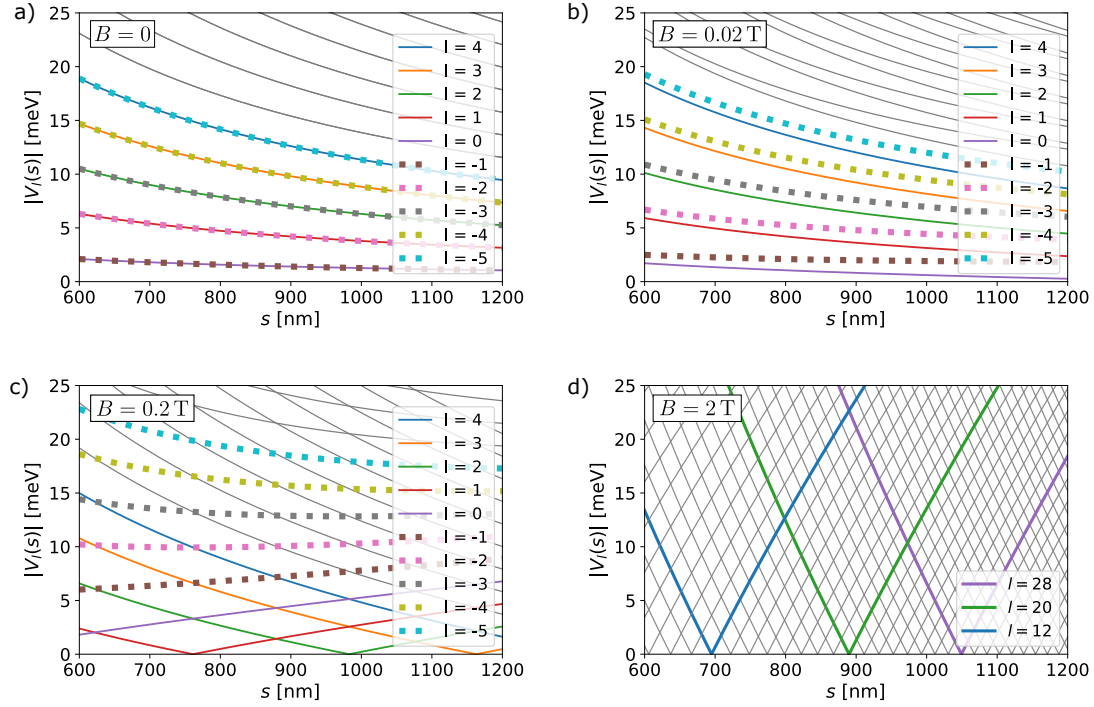 a)
B = 0
|V_l(s)| [meV]
25
20
15
10
5
0
600 700 800 900 1000 1100 1200
s [nm]
l = 4
l = 3
l = 2
l = 1
l = 0
l = -1
l = -2
l = -3
l = -4
l = -5
b)
B = 0.02 T
|V_l(s)| [meV]
25
20
15
10
5
0
600 700 800 900 1000 1100 1200
s [nm]
l = 4
l = 3
l = 2
l = 1
l = 0
l = -1
l = -2
l = -3
l = -4
l = -5
c)
B = 0.2 T
|V_l(s)| [meV]
25
20
15
10
5
0
600 700 800 900 1000 1100 1200
s [nm]
l = 4
l = 3
l = 2
l = 1
l = 0
l = -1
l = -2
l = -3
l = -4
l = -5
d)
B = 2 T
|V_l(s)| [meV]
25
20
15
10
5
0
600 700 800 900 1000 1100 1200
s [nm]
l = 28
l = 20
l = 12